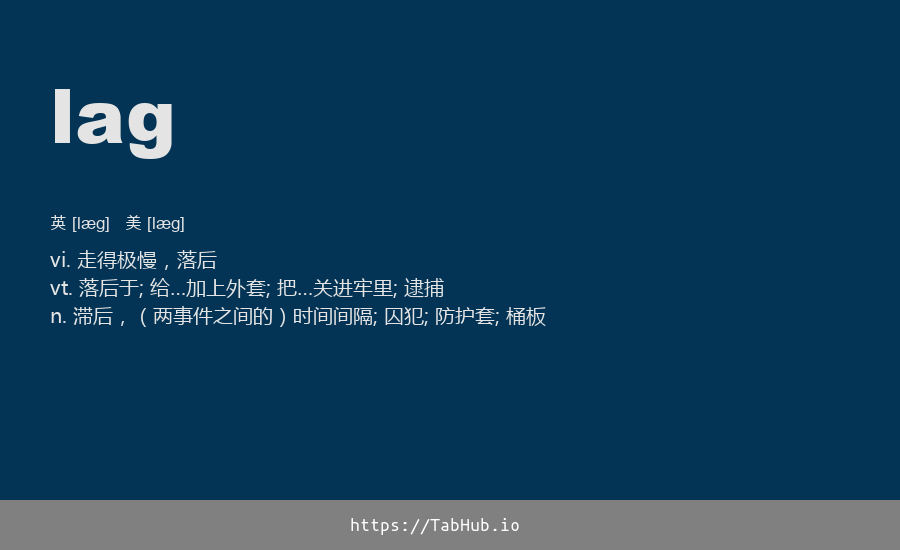 lag
英 [læg] 美 [læg]
vi. 走得极慢，落后
vt. 落后于; 给...加上外套; 把...关进牢里; 逮捕
n. 滞后，（两事件之间的）时间间隔; 囚犯; 防护套; 桶板
https://TabHub.io